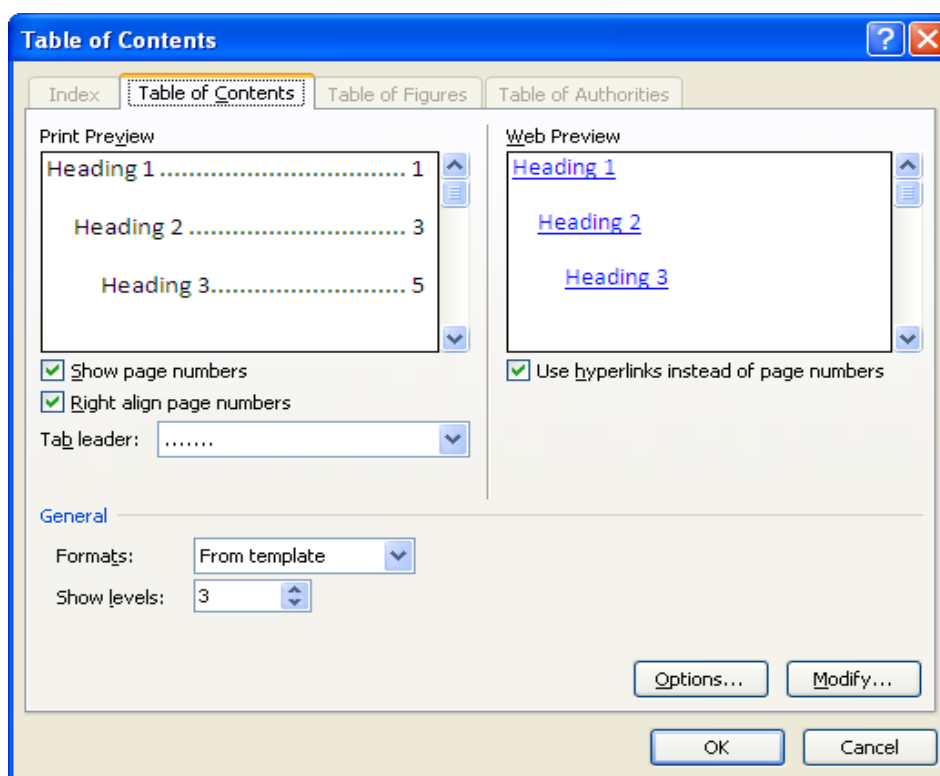 Table of Contents
Index Table of Contents Table of Figures Table of Authorities
Print Preview
Heading 1 ................................. 1
Heading 2 .............................. 3
Heading 3........................... 5
Show page numbers
Right align page numbers
Tab leader: .......
Web Preview
Heading 1
Heading 2
Heading 3
Use hyperlinks instead of page numbers
General
Formats: From template
Show levels: 3
Options... Modify...
OK Cancel